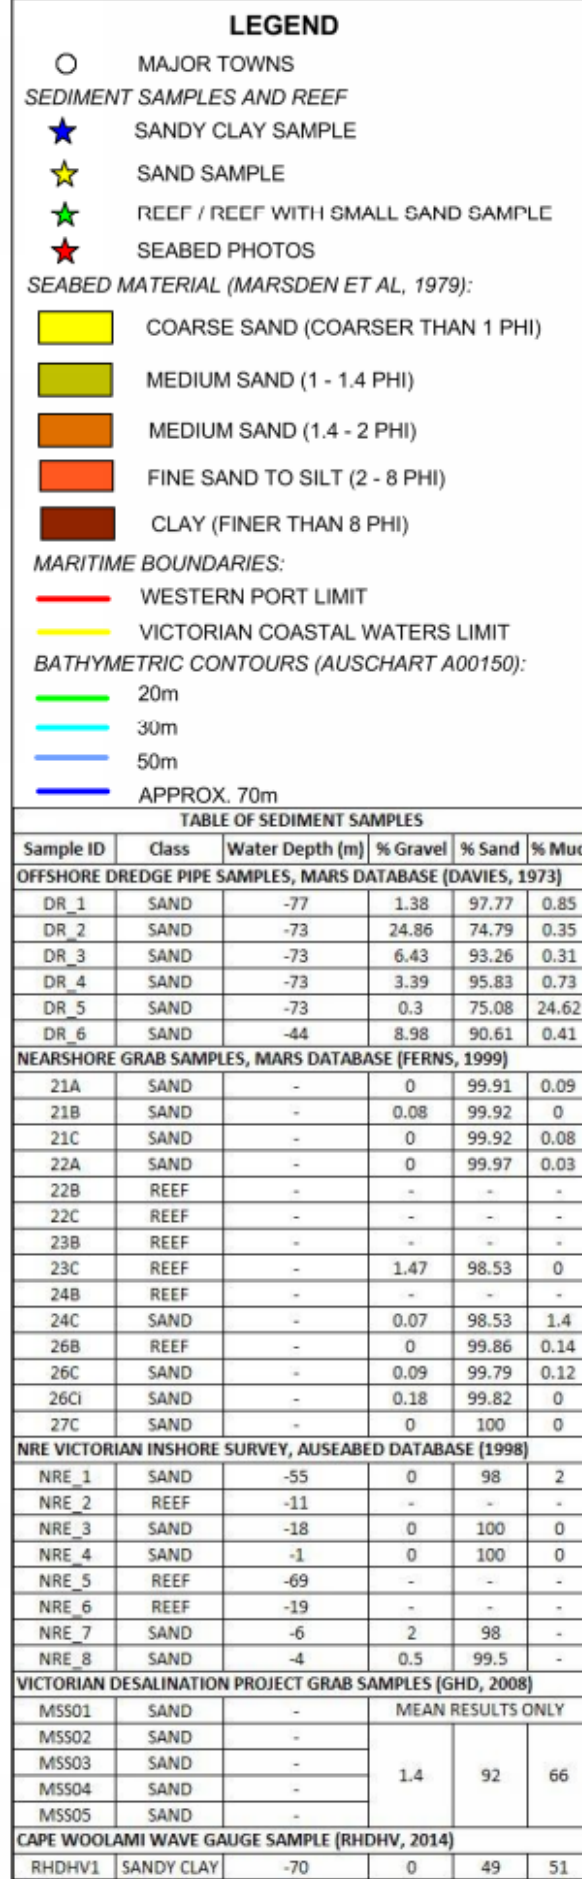 LEGEND
MAJOR TOWNS
SEDIMENT SAMPLES AND REEF
SANDY CLAY SAMPLE
SAND SAMPLE
REEF / REEF WITH SMALL SAND SAMPLE
SEABED PHOTOS
SEABED MATERIAL (MARSDEN ET AL, 1979):
COARSE SAND (COARSER THAN 1 PHI)
MEDIUM SAND (1 - 1.4 PHI)
MEDIUM SAND (1.4 - 2 PHI)
FINE SAND TO SILT (2 - 8 PHI)
CLAY (FINER THAN 8 PHI)
MARITIME BOUNDARIES:
WESTERN PORT LIMIT
VICTORIAN COASTAL WATERS LIMIT
BATHYMETRIC CONTOURS (AUSCHART A00150):
20m
30m
50m
APPROX. 70m
TABLE OF SEDIMENT SAMPLES
Sample ID Class Water Depth (m) % Gravel % Sand % Mud
OFFSHORE DREDGE PIPE SAMPLES, MARS DATABASE (DAVIES, 1973)
DR_1 SAND -77 1.38 97.77 0.85
DR_2 SAND -73 24.86 74.79 0.35
DR_3 SAND -73 6.43 93.26 0.31
DR_4 SAND -73 3.39 95.83 0.73
DR_5 SAND -73 0.3 75.08 24.62
DR_6 SAND -44 8.98 90.61 0.41
NEARSHORE GRAB SAMPLES, MARS DATABASE (FERNS, 1999)
21A SAND - 0 99.91 0.09
21B SAND - 0.08 99.92 0
21C SAND - 0 99.92 0.08
22A SAND - 0 99.97 0.03
22B REEF - - - -
22C REEF - - - -
23B REEF - - - -
23C REEF - 1.47 98.53 0
24B REEF - - - -
24C SAND - 0.07 98.53 1.4
26B REEF - 0 99.86 0.14
26C SAND - 0.09 99.79 0.12
26Ci SAND - 0.18 99.82 0
27C SAND - 0 100 0
NRE VICTORIAN INSHORE SURVEY, AUSEABED DATABASE (1998)
NRE_1 SAND -55 0 98 2
NRE_2 REEF -11 - - -
NRE_3 SAND -18 0 100 0
NRE_4 SAND -1 0 100 0
NRE_5 REEF -69 - - -
NRE_6 REEF -19 - - -
NRE_7 SAND -6 2 98 -
NRE_8 SAND -4 0.5 99.5 -
VICTORIAN DESALINATION PROJECT GRAB SAMPLES (GHD, 2008)
MSS01 SAND - MEAN RESULTS ONLY
MSS02 SAND -
MSS03 SAND -
1.4 92 66
MSS04 SAND -
MSS05 SAND -
CAPE WOOLAMI WAVE GAUGE SAMPLE (RHDHV, 2014)
RHDHV1 SANDY CLAY -70 0 49 51